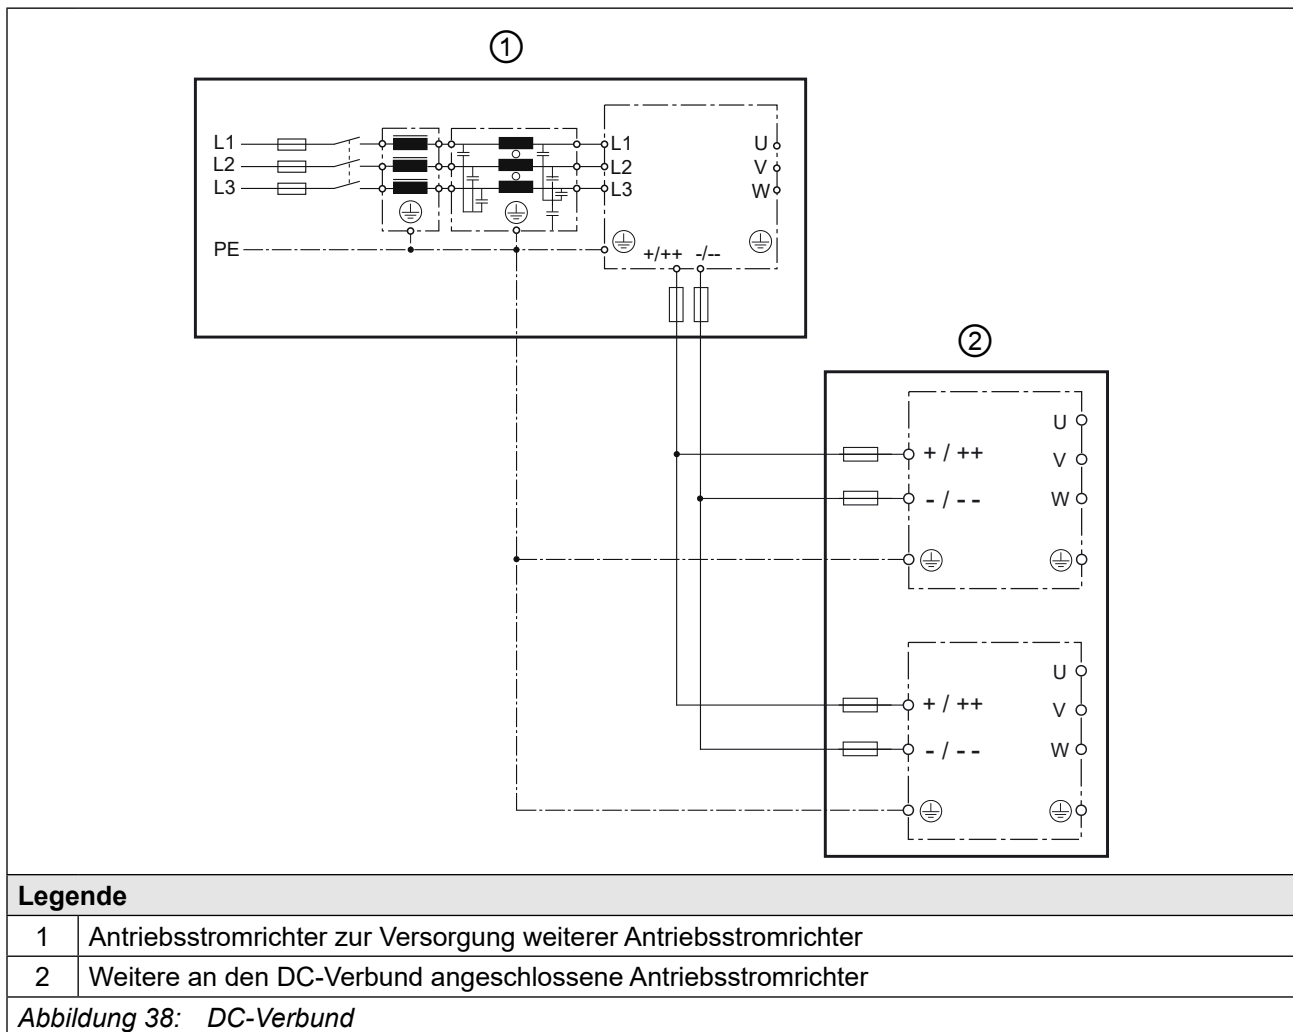 1
L1
L2
L3
PE
L1
L2
L3
U
V
W
+/++ -/--
2
+ / ++
- / - -
U
V
W
+ / ++
- / - -
U
V
W
Legende
1 Antriebsstromrichter zur Versorgung weiterer Antriebsstromrichter
2 Weitere an den DC-Verbund angeschlossene Antriebsstromrichter
Abbildung 38: DC-Verbund